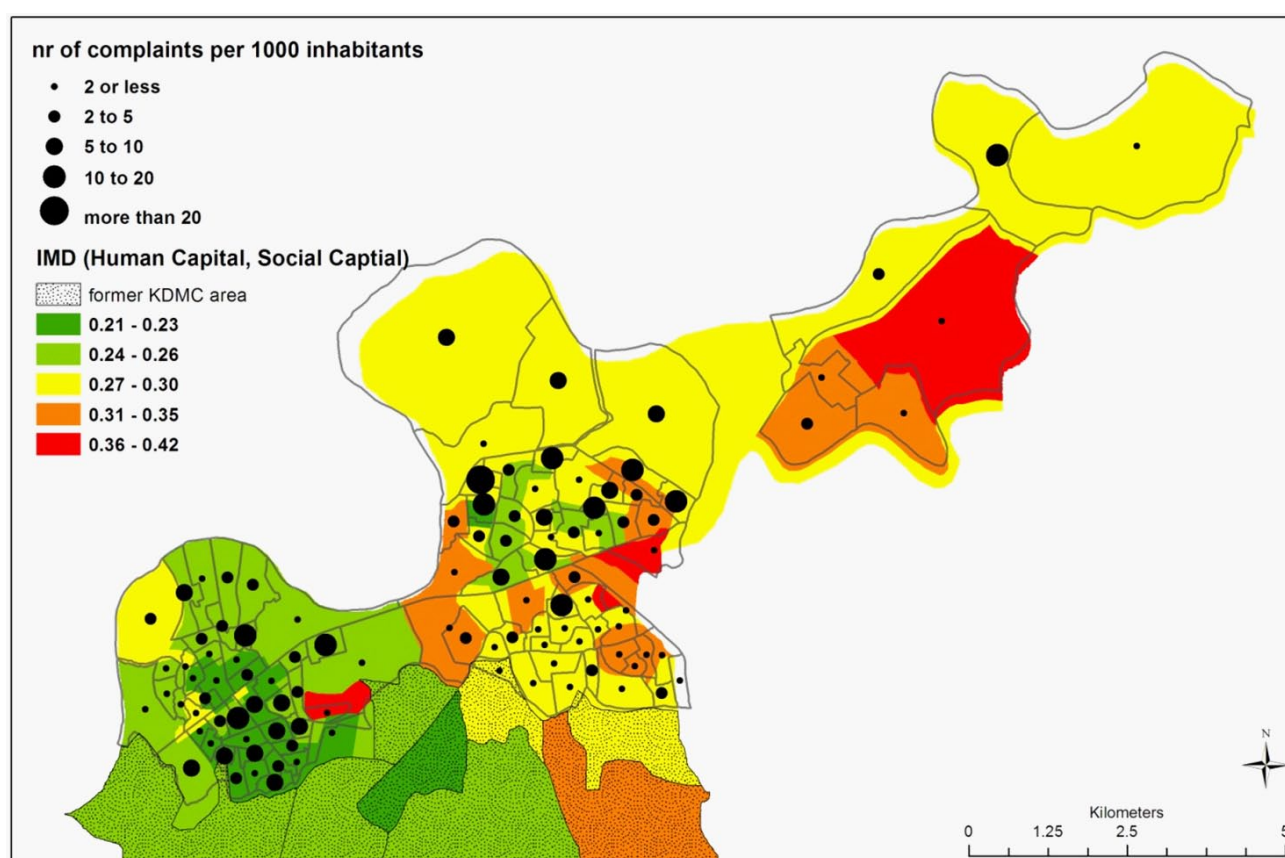 nr of complaints per 1000 inhabitants
2 or less
2 to 5
5 to 10
10 to 20
more than 20
IMD (Human Capital, Social Captial)
former KDMC area
0.21 - 0.23
0.24 - 0.26
0.27 - 0.30
0.31 - 0.35
0.36 - 0.42
N
Kilometers
0 1.25 2.5 5